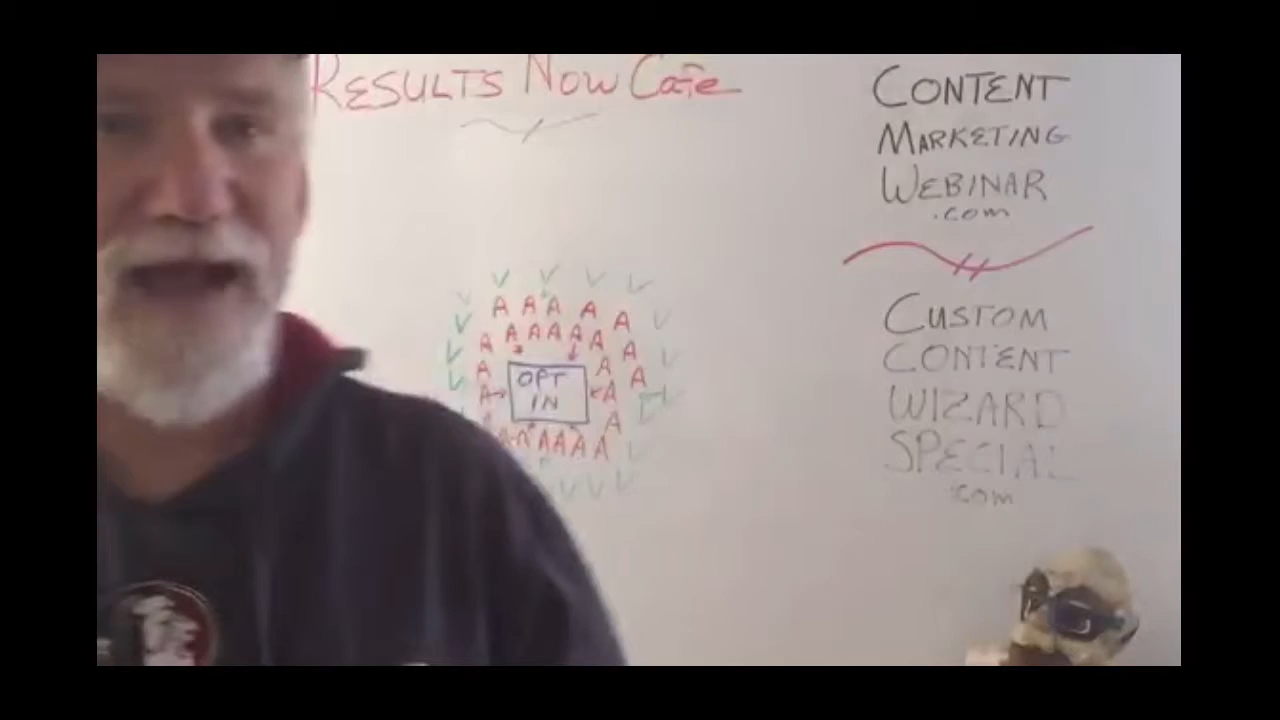 RESULTS NOW Cafe
CONTENT
MARKETING
WEBINAR
.com
V V V V
V A A A A A V
V A A A A A A A V
V A A A V
V A OPT A V
A IN A
A A A A A A A
V V V
CUSTOM
CONTENT
WIZARD
SPECIAL
.com